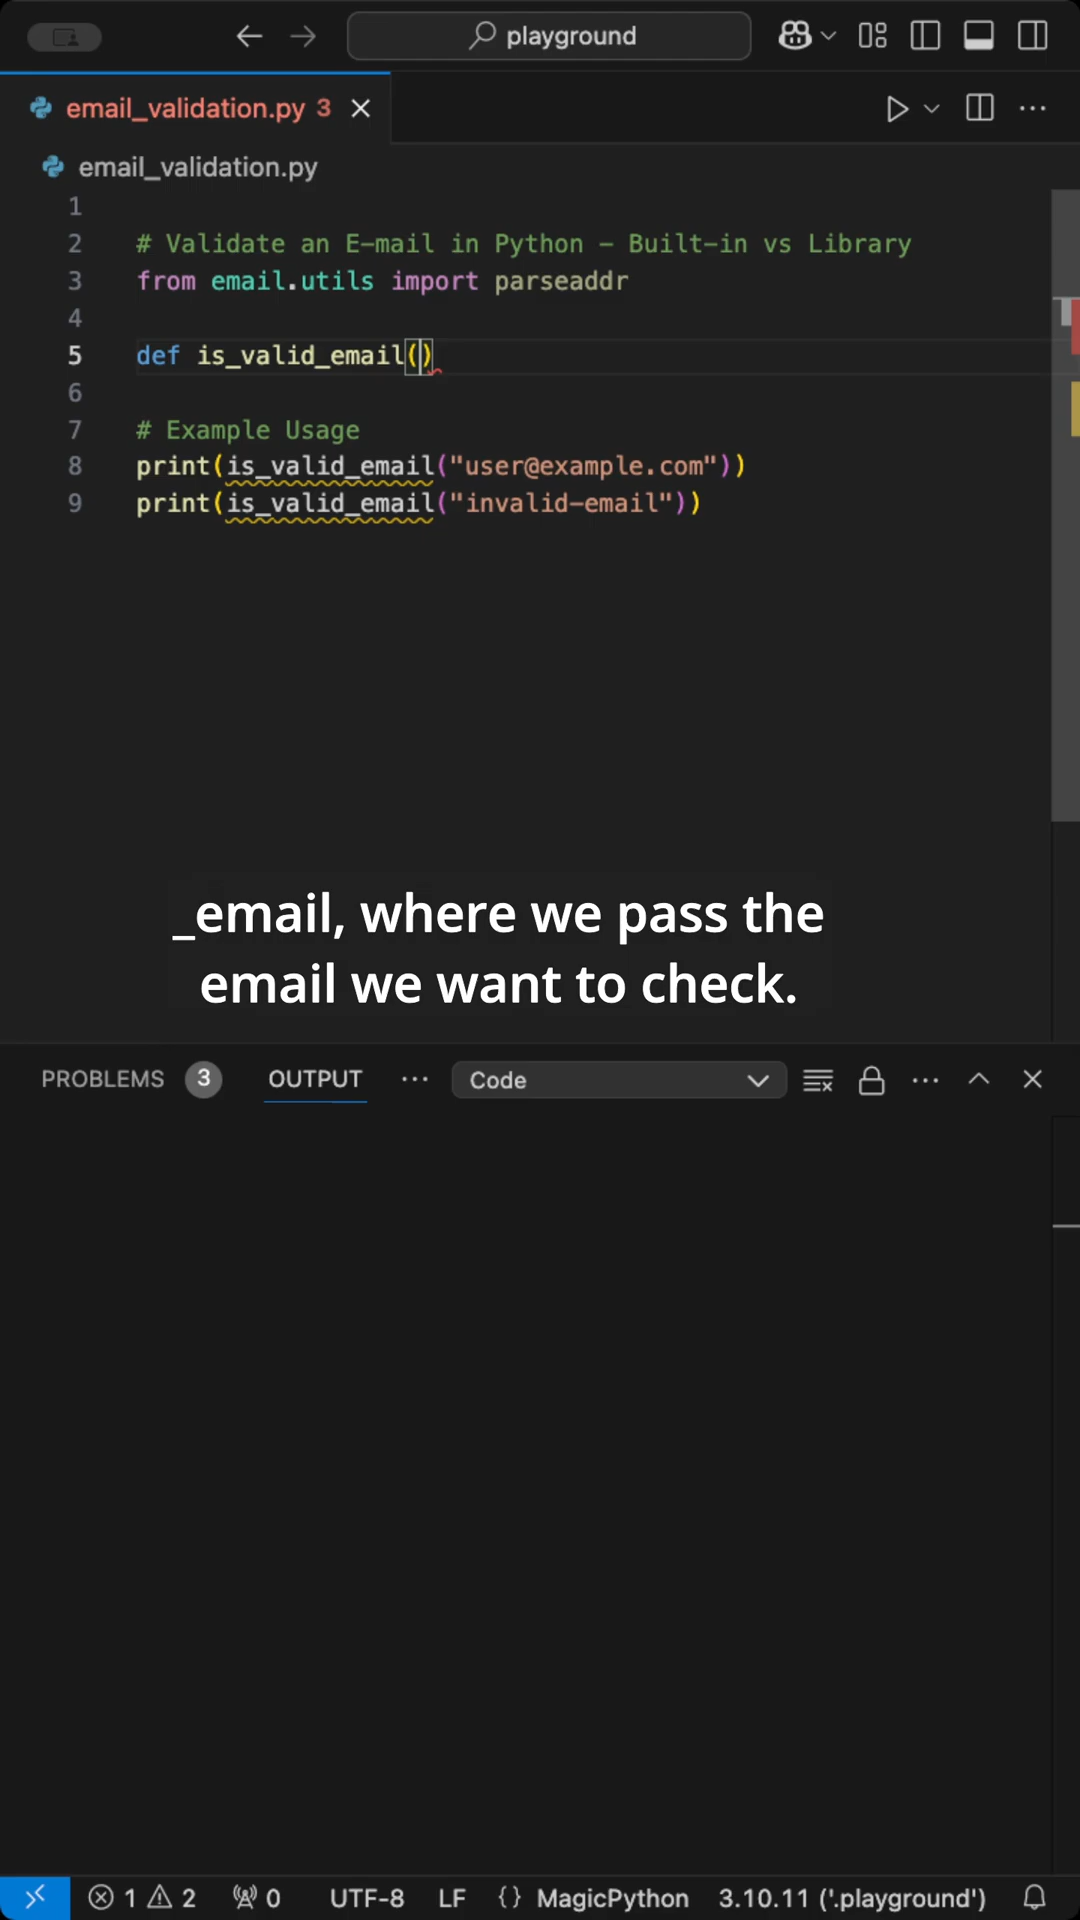 playground
email_validation.py 3
email_validation.py
1
2 # Validate an E-mail in Python - Built-in vs Library
3 from email.utils import parseaddr
4
5 def is_valid_email()
6
7 # Example Usage
8 print(is_valid_email("user@example.com"))
9 print(is_valid_email("invalid-email"))
_email, where we pass the
email we want to check.
PROBLEMS 3 OUTPUT ··· Code ···
1 2 0 UTF-8 LF {} MagicPython 3.10.11 ('.playground')